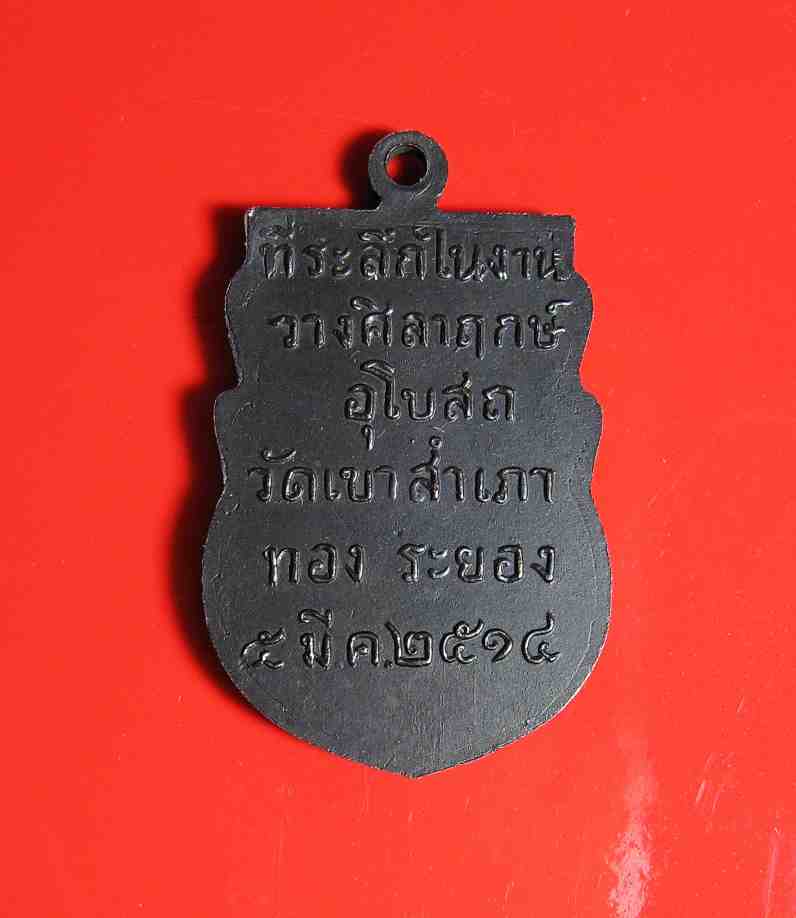 ที่ระลึกในงาน
วางศิลาฤกษ์
อุโบสถ
วัดเขาสำเภา
ทอง ระยอง
๕ มี ค.๒๕๑๔